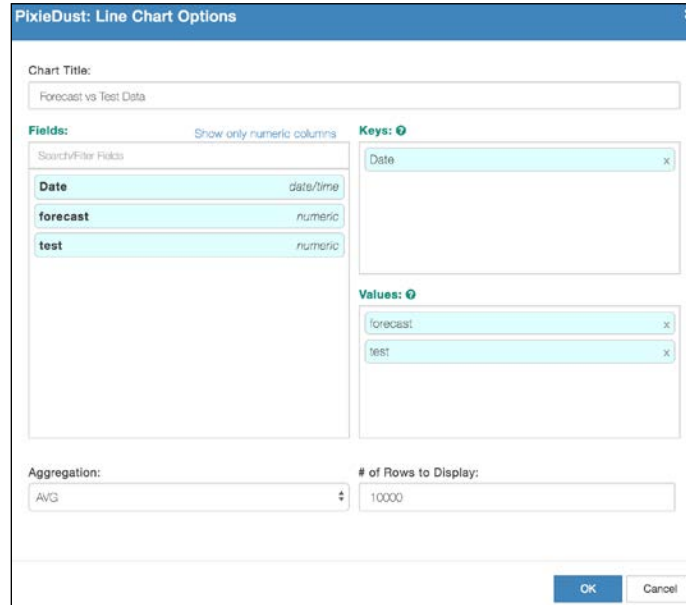 PixieDust: Line Chart Options
Chart Title:
Forecast vs Test Data
Fields:
Show only numeric columns
Search/Filter Fields
Date date/time
forecast numeric
test numeric
Keys:
Date x
Values:
forecast x
test x
Aggregation:
AVG
# of Rows to Display:
10000
OK
Cancel